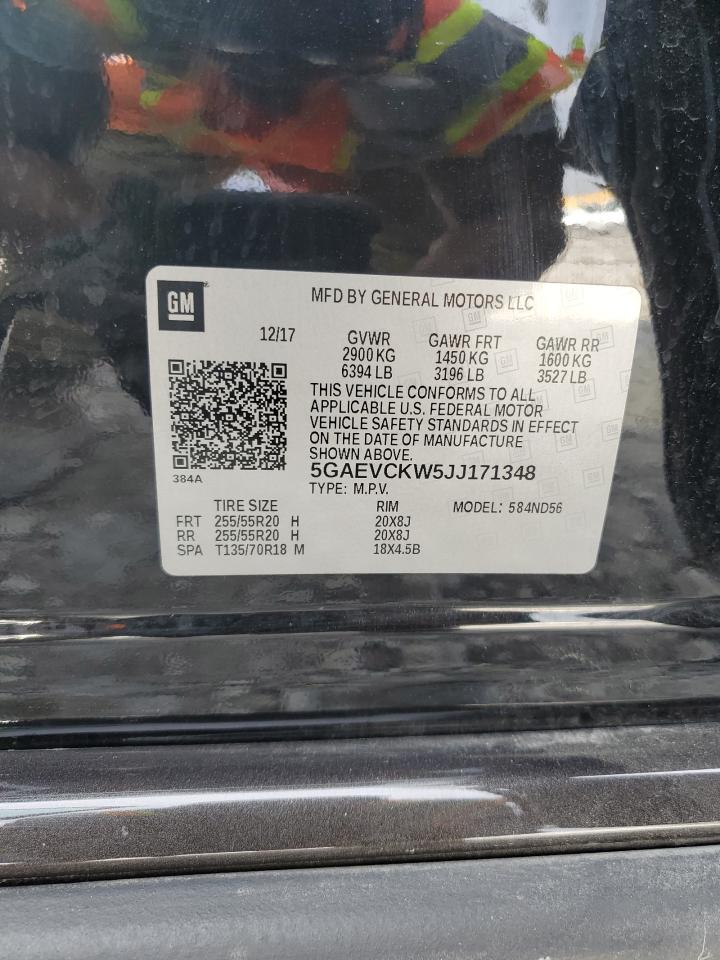 GM
MFD BY GENERAL MOTORS LLC
12/17
GVWR GAWR FRT GAWR RR
2900 KG 1450 KG 1600 KG
6394 LB 3196 LB 3527 LB
THIS VEHICLE CONFORMS TO ALL
APPLICABLE U.S. FEDERAL MOTOR
VEHICLE SAFETY STANDARDS IN EFFECT
ON THE DATE OF MANUFACTURE
SHOWN ABOVE.
384A
5GAEVCKW5JJ171348
TYPE: M.P.V.
TIRE SIZE RIM MODEL: 584ND56
FRT 255/55R20 H 20X8J
RR 255/55R20 H 20X8J
SPA T135/70R18 M 18X4.5B